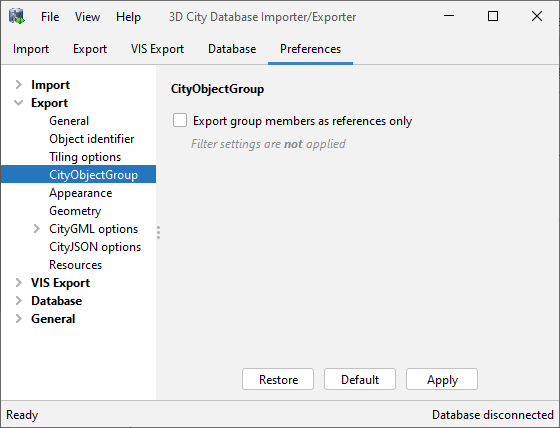 File View Help 3D City Database Importer/Exporter
Import Export VIS Export Database Preferences
Import
Export
General
Object identifier
Tiling options
CityObjectGroup
Appearance
Geometry
CityGML options
CityJSON options
Resources
VIS Export
Database
General
CityObjectGroup
Export group members as references only
Filter settings are not applied
Restore Default Apply
Ready Database disconnected